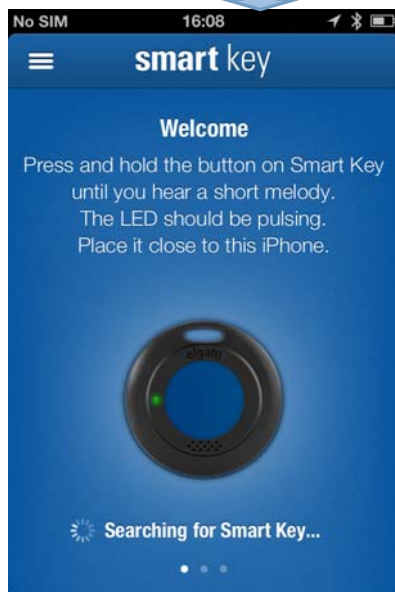 No SIM 16:08
smart key
Welcome
Press and hold the button on Smart Key
until you hear a short melody.
The LED should be pulsing.
Place it close to this iPhone.
elgato
Searching for Smart Key...